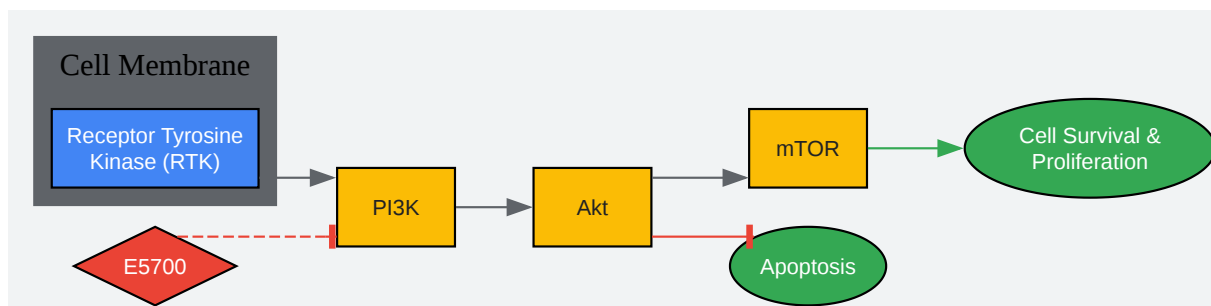 Cell Membrane
Receptor Tyrosine
Kinase (RTK)
PI3K
Akt
mTOR
Cell Survival &
Proliferation
E5700
Apoptosis